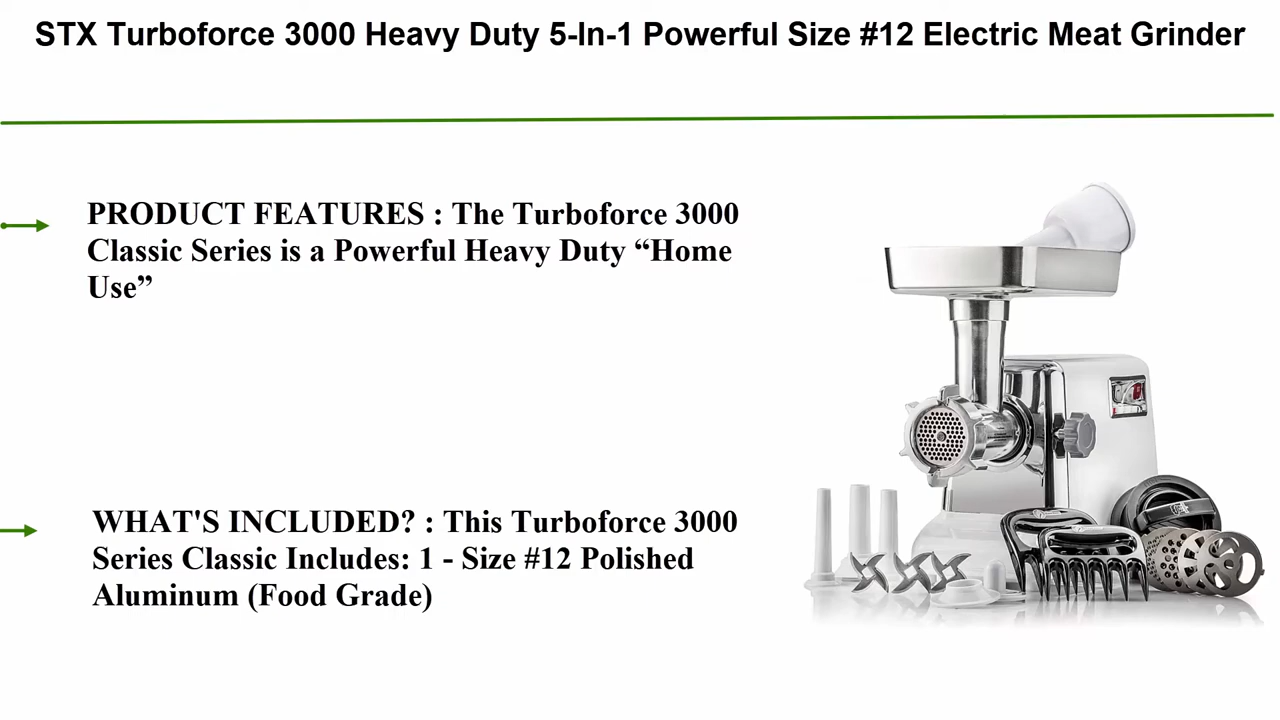 STX Turboforce 3000 Heavy Duty 5-In-1 Powerful Size #12 Electric Meat Grinder
PRODUCT FEATURES : The Turboforce 3000
Classic Series is a Powerful Heavy Duty “Home
Use”
WHAT'S INCLUDED? : This Turboforce 3000
Series Classic Includes: 1 - Size #12 Polished
Aluminum (Food Grade)